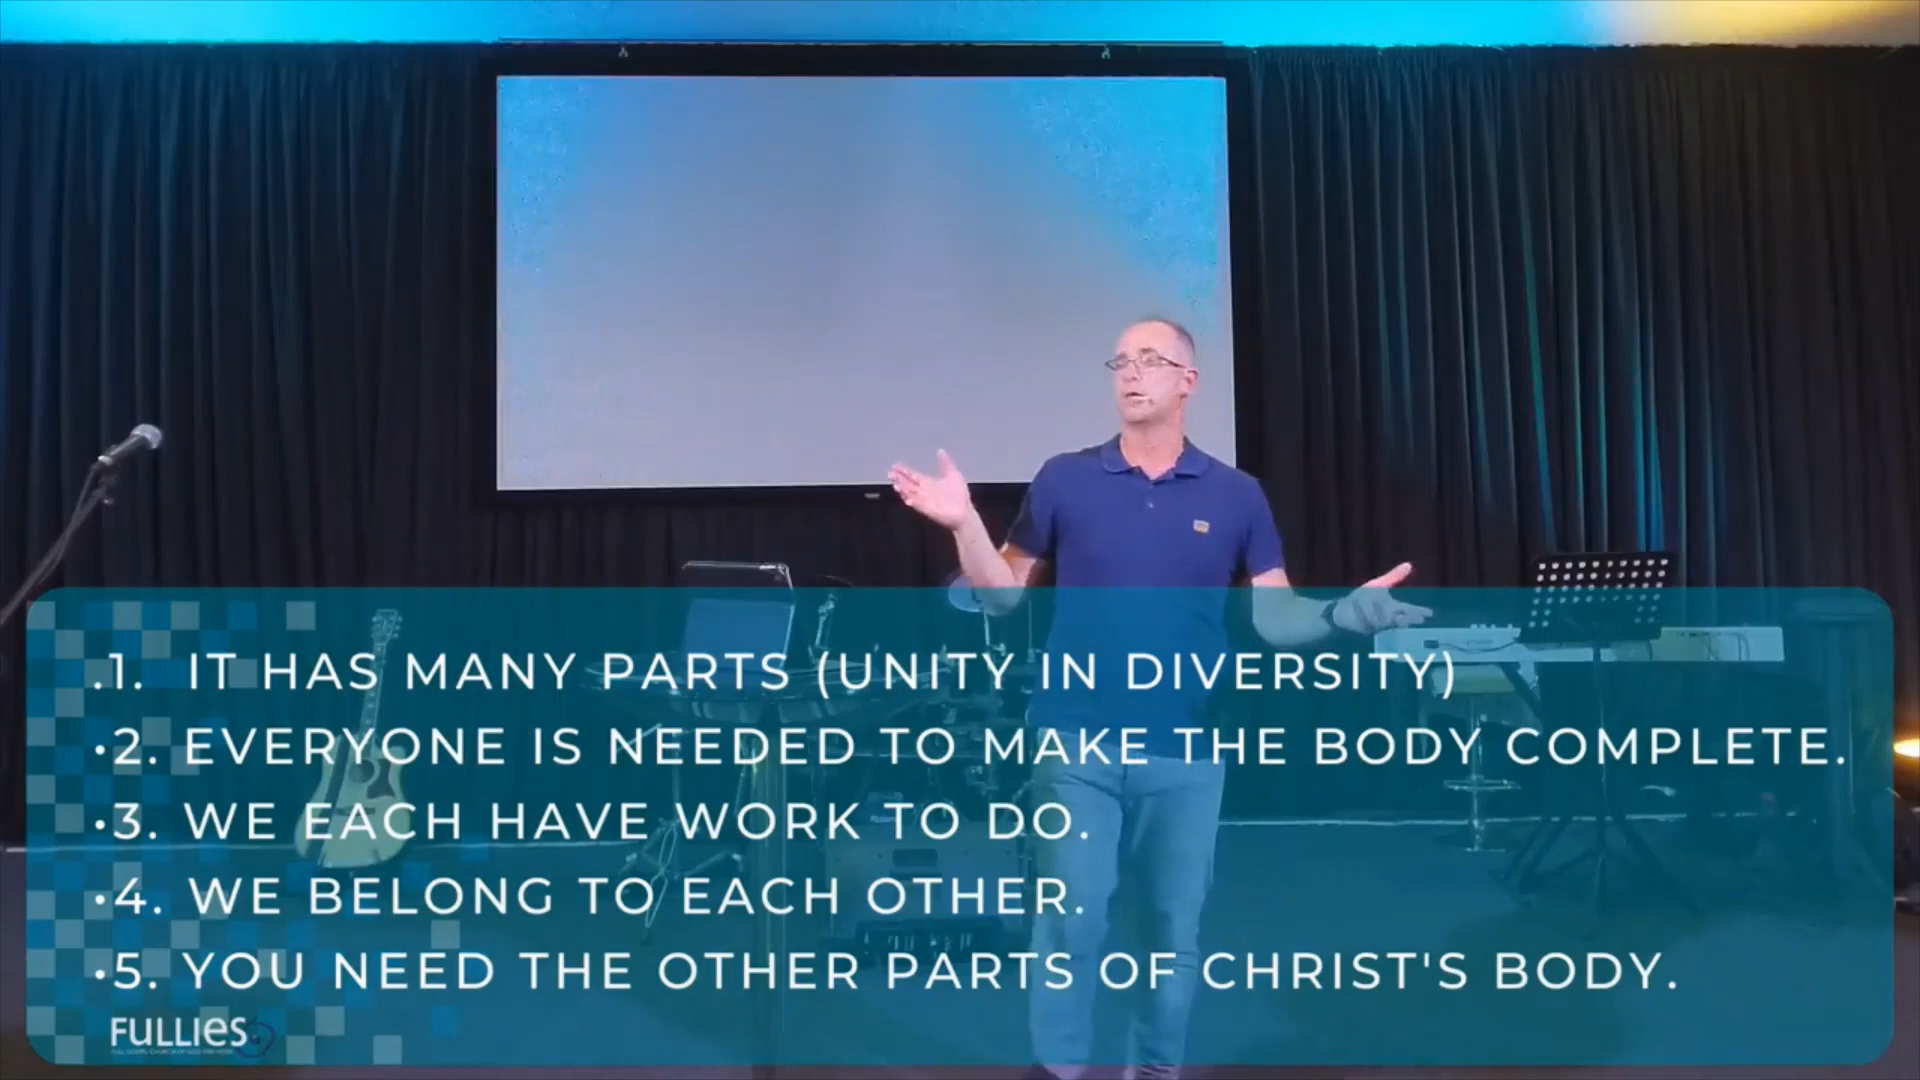 .1. IT HAS MANY PARTS (UNITY IN DIVERSITY)
•2. EVERYONE IS NEEDED TO MAKE THE BODY COMPLETE.
•3. WE EACH HAVE WORK TO DO.
•4. WE BELONG TO EACH OTHER.
•5. YOU NEED THE OTHER PARTS OF CHRIST'S BODY.
FULLIES